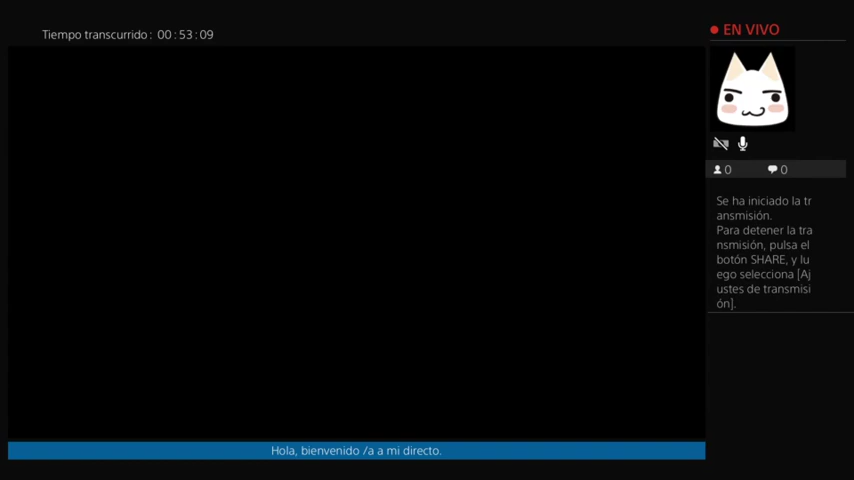 Tiempo transcurrido: 00:53:09
EN VIVO
0 0
Se ha iniciado la tr
ansmisión.
Para detener la tra
nsmisión, pulsa el
botón SHARE, y lu
ego selecciona [Aj
ustes de transmisi
ón].
Hola, bienvenido /a a mi directo.